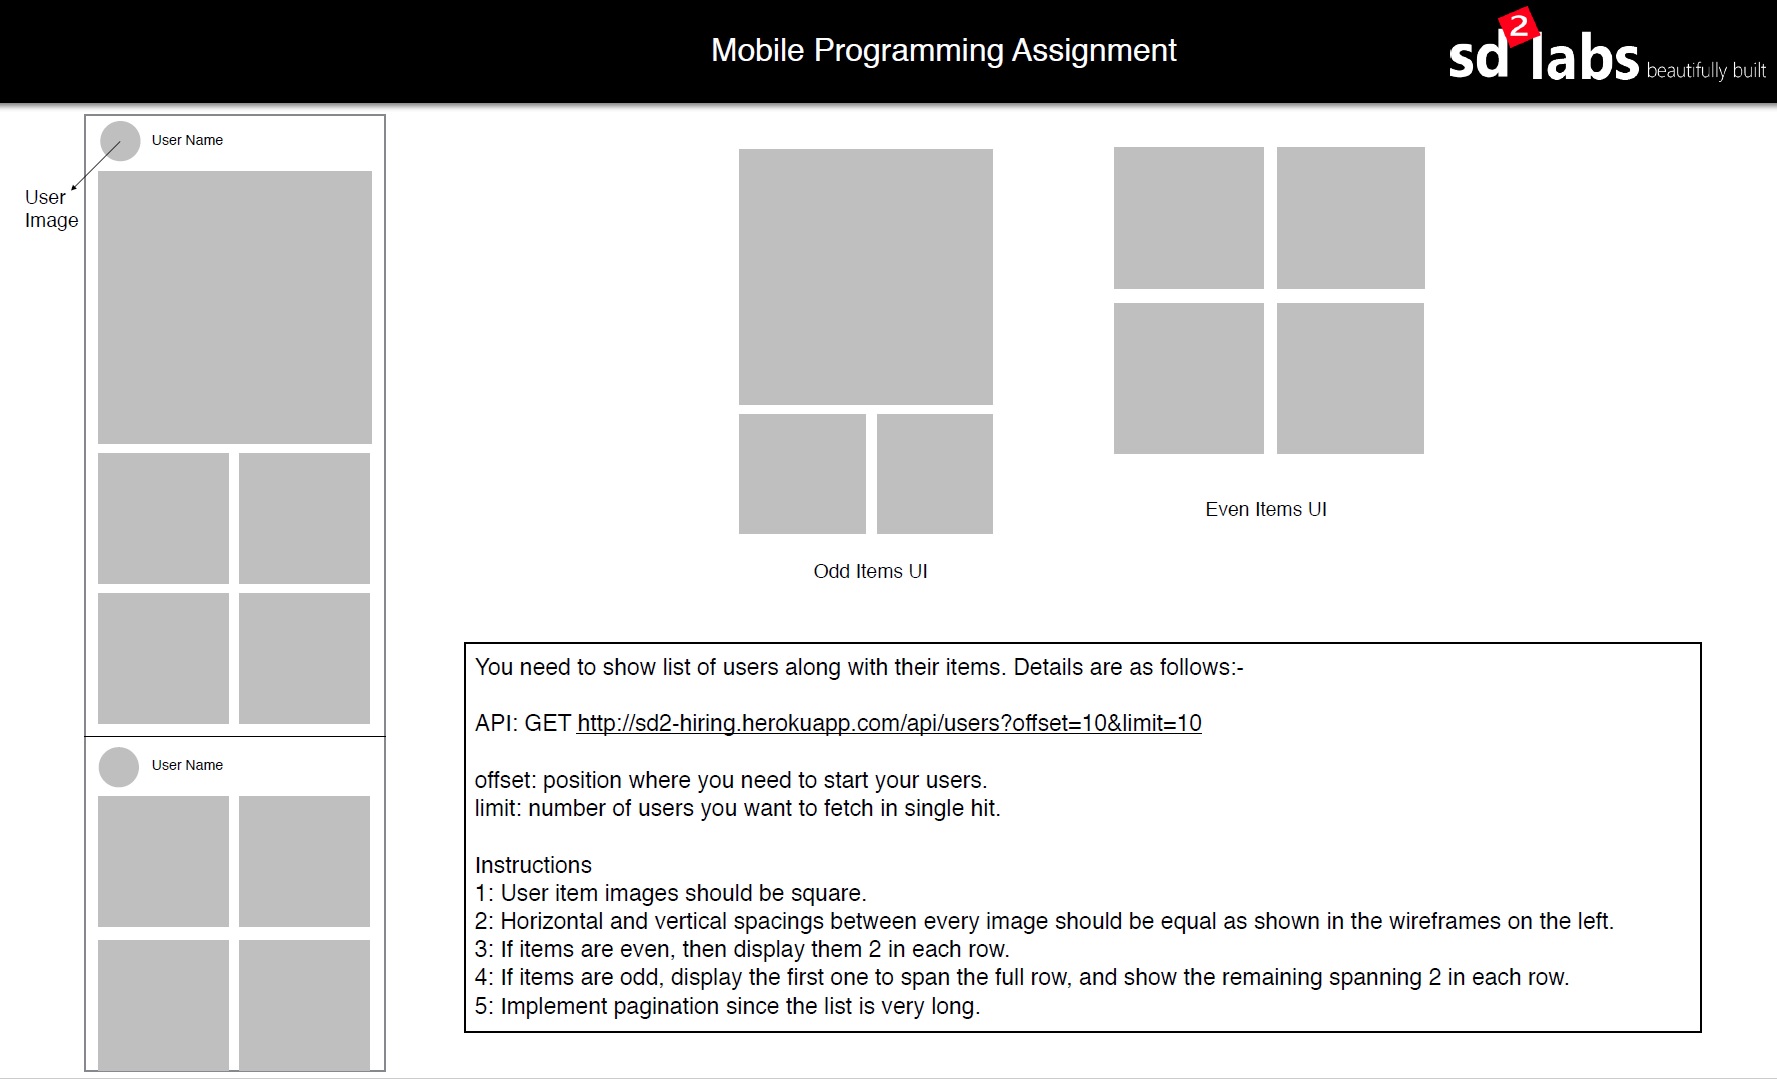 Mobile Programming Assignment
sd2labs beautifully built
User Name
User
Image
User Name
Odd Items UI
Even Items UI
You need to show list of users along with their items. Details are as follows:-
API: GET http://sd2-hiring.herokuapp.com/api/users?offset=10&limit=10
offset: position where you need to start your users.
limit: number of users you want to fetch in single hit.
Instructions
1: User item images should be square.
2: Horizontal and vertical spacings between every image should be equal as shown in the wireframes on the left.
3: If items are even, then display them 2 in each row.
4: If items are odd, display the first one to span the full row, and show the remaining spanning 2 in each row.
5: Implement pagination since the list is very long.